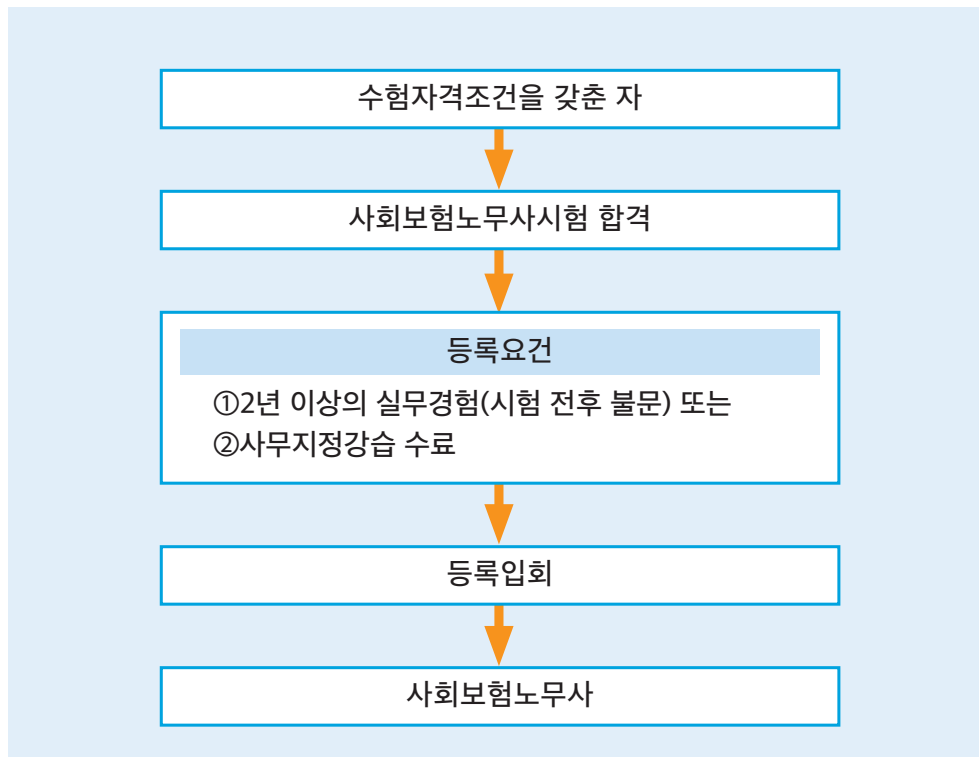 수험자격조건을 갖춘 자
사회보험노무사시험 합격
등록요건
①2년 이상의 실무경험(시험 전후 불문) 또는
②사무지정강습 수료
등록입회
사회보험노무사